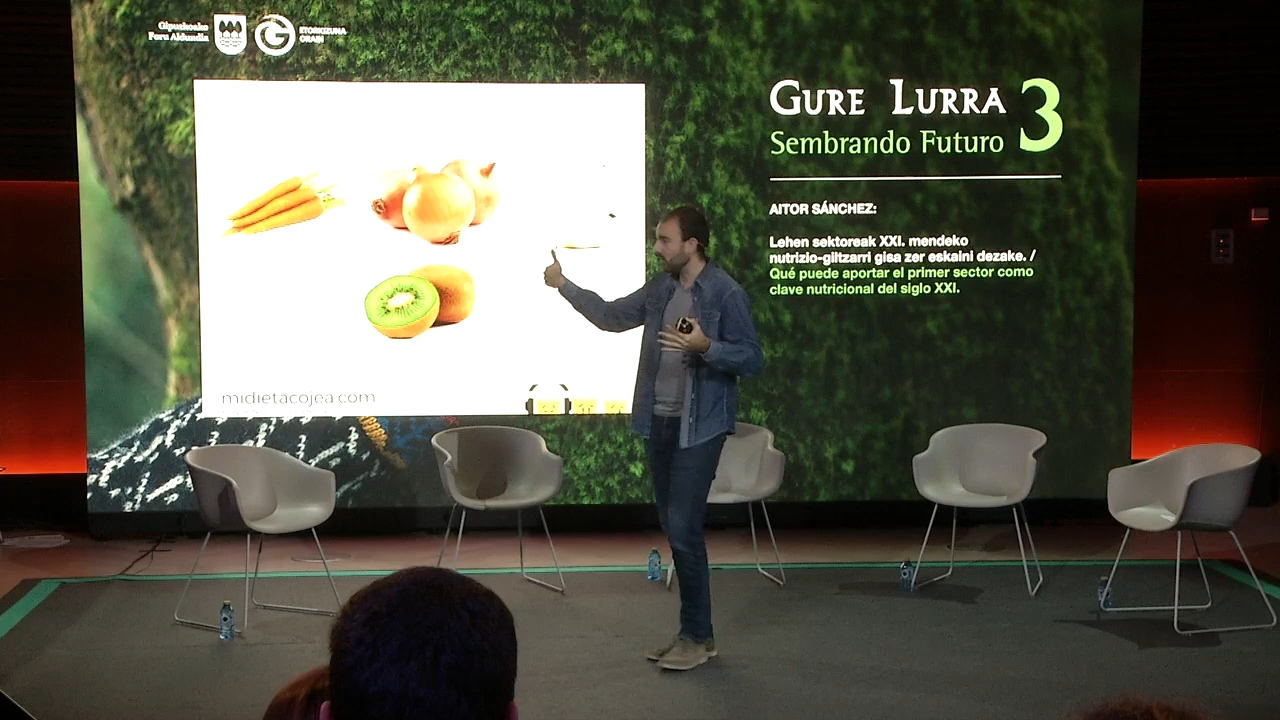 Gipuzkoako
Foru Aldundia
ETORKIZUNA
ORAIN
GURE LURRA 3
Sembrando Futuro
AITOR SÁNCHEZ:
Lehen sektoreak XXI. mendeko
nutrizio-giltzarri gisa zer eskaini dezake. /
Qué puede aportar el primer sector como
clave nutricional del siglo XXI.
midietacojea.com